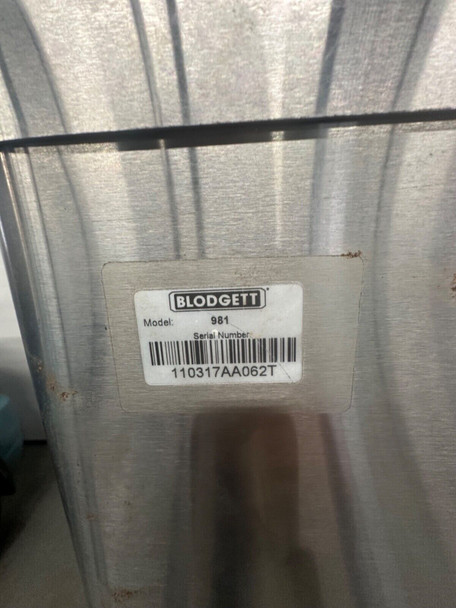 BLODGETT
Model: 981
Serial Number
110317AA062T